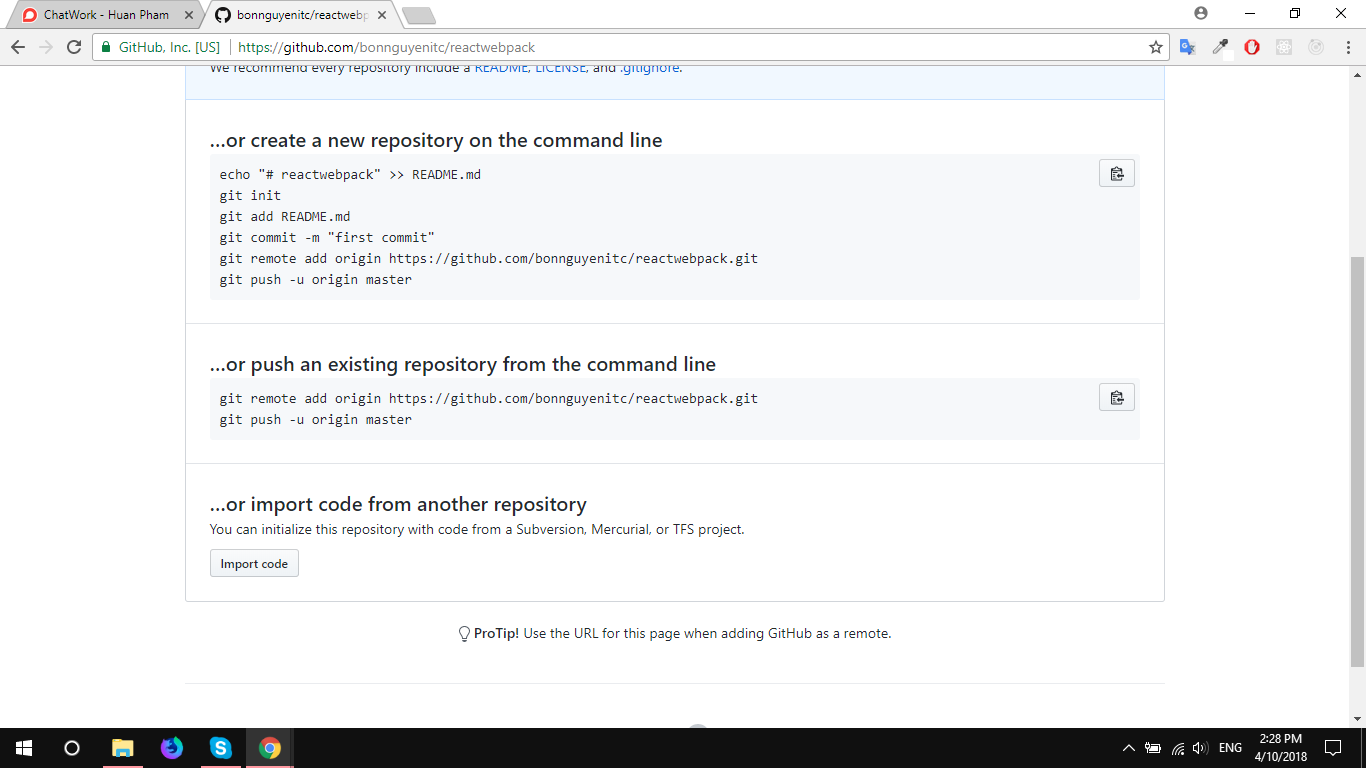 ChatWork - Huan Pham
bonnguyenitc/reactwebp
GitHub, Inc. [US]
https://github.com/bonnguyenitc/reactwebpack
We recommend every repository include a README, LICENSE, and .gitignore.
...or create a new repository on the command line
echo "# reactwebpack" >> README.md
git init
git add README.md
git commit -m "first commit"
git remote add origin https://github.com/bonnguyenitc/reactwebpack.git
git push -u origin master
...or push an existing repository from the command line
git remote add origin https://github.com/bonnguyenitc/reactwebpack.git
git push -u origin master
...or import code from another repository
You can initialize this repository with code from a Subversion, Mercurial, or TFS project.
Import code
ProTip! Use the URL for this page when adding GitHub as a remote.
ENG
2:28 PM
4/10/2018